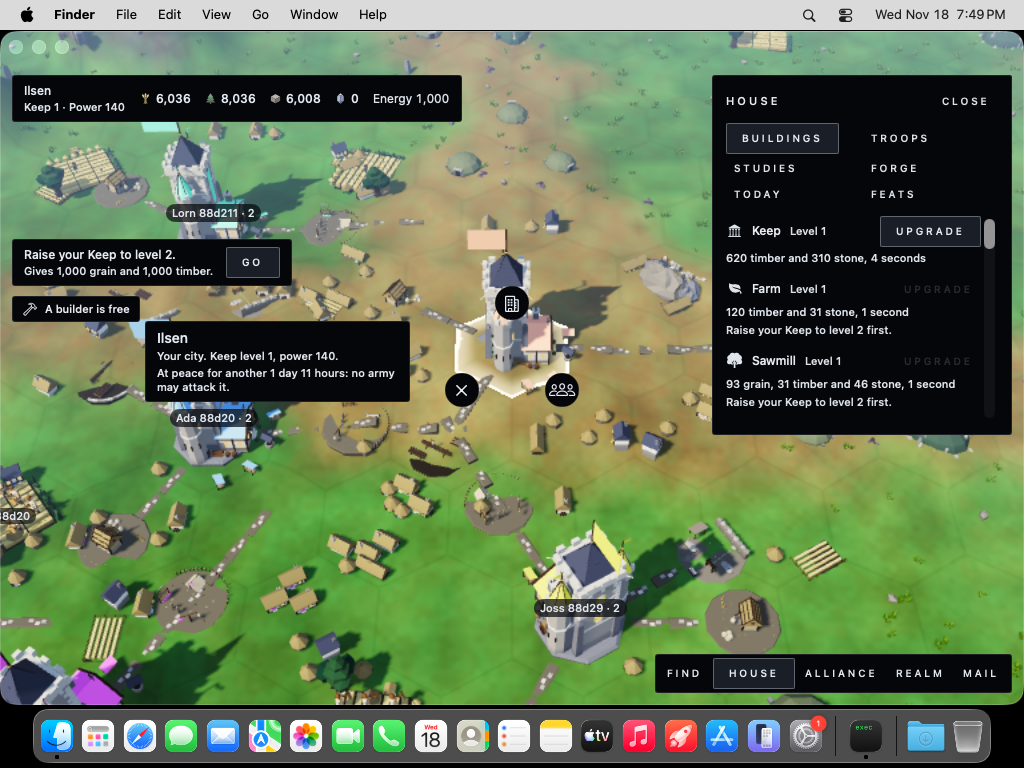 Finder File Edit View Go Window Help Wed Nov 18 7:49 PM
Ilsen
Keep 1 · Power 140
6,036 8,036 6,008 0 Energy 1,000
HOUSE CLOSE
BUILDINGS TROOPS
STUDIES FORGE
TODAY FEATS
Keep Level 1 UPGRADE
620 timber and 310 stone, 4 seconds
Farm Level 1 UPGRADE
120 timber and 31 stone, 1 second
Raise your Keep to level 2 first.
Sawmill Level 1 UPGRADE
93 grain, 31 timber and 46 stone, 1 second
Raise your Keep to level 2 first.
Lorn 88d211 · 2
Raise your Keep to level 2.
Gives 1,000 grain and 1,000 timber.
GO
A builder is free
Ilsen
Your city. Keep level 1, power 140.
At peace for another 1 day 11 hours: no army
may attack it.
Ada 88d20 · 2
88d20
Joss 88d29 · 2
FIND HOUSE ALLIANCE REALM MAIL
Wed
18
tv
1
exec